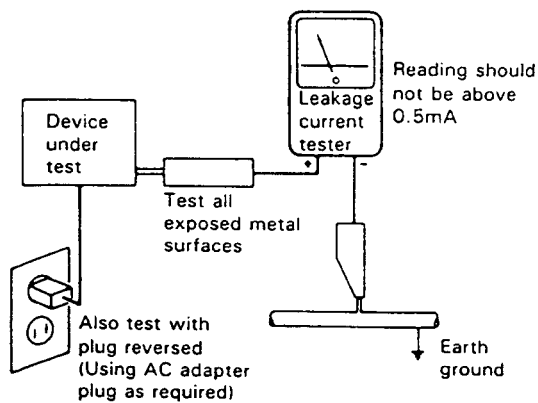 Device
under
test
Leakage
current
tester
+
-
Reading should
not be above
0.5mA
Test all
exposed metal
surfaces
Also test with
plug reversed
(Using AC adapter
plug as required)
Earth
ground